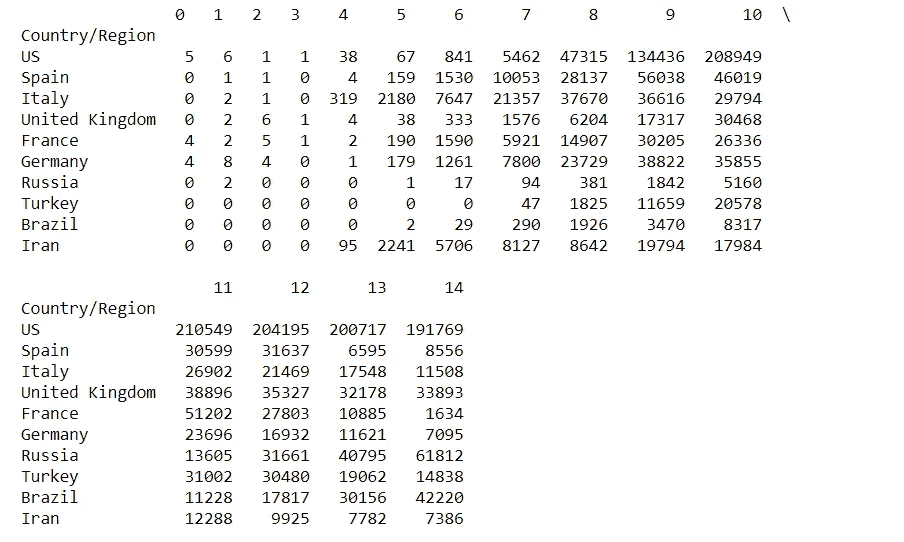 0 1 2 3 4 5 6 7 8 9 10 \
Country/Region
US 5 6 1 1 38 67 841 5462 47315 134436 208949
Spain 0 1 1 0 4 159 1530 10053 28137 56038 46019
Italy 0 2 1 0 319 2180 7647 21357 37670 36616 29794
United Kingdom 0 2 6 1 4 38 333 1576 6204 17317 30468
France 4 2 5 1 2 190 1590 5921 14907 30205 26336
Germany 4 8 4 0 1 179 1261 7800 23729 38822 35855
Russia 0 2 0 0 0 1 17 94 381 1842 5160
Turkey 0 0 0 0 0 0 0 47 1825 11659 20578
Brazil 0 0 0 0 0 2 29 290 1926 3470 8317
Iran 0 0 0 0 95 2241 5706 8127 8642 19794 17984
11 12 13 14
Country/Region
US 210549 204195 200717 191769
Spain 30599 31637 6595 8556
Italy 26902 21469 17548 11508
United Kingdom 38896 35327 32178 33893
France 51202 27803 10885 1634
Germany 23696 16932 11621 7095
Russia 13605 31661 40795 61812
Turkey 31002 30480 19062 14838
Brazil 11228 17817 30156 42220
Iran 12288 9925 7782 7386